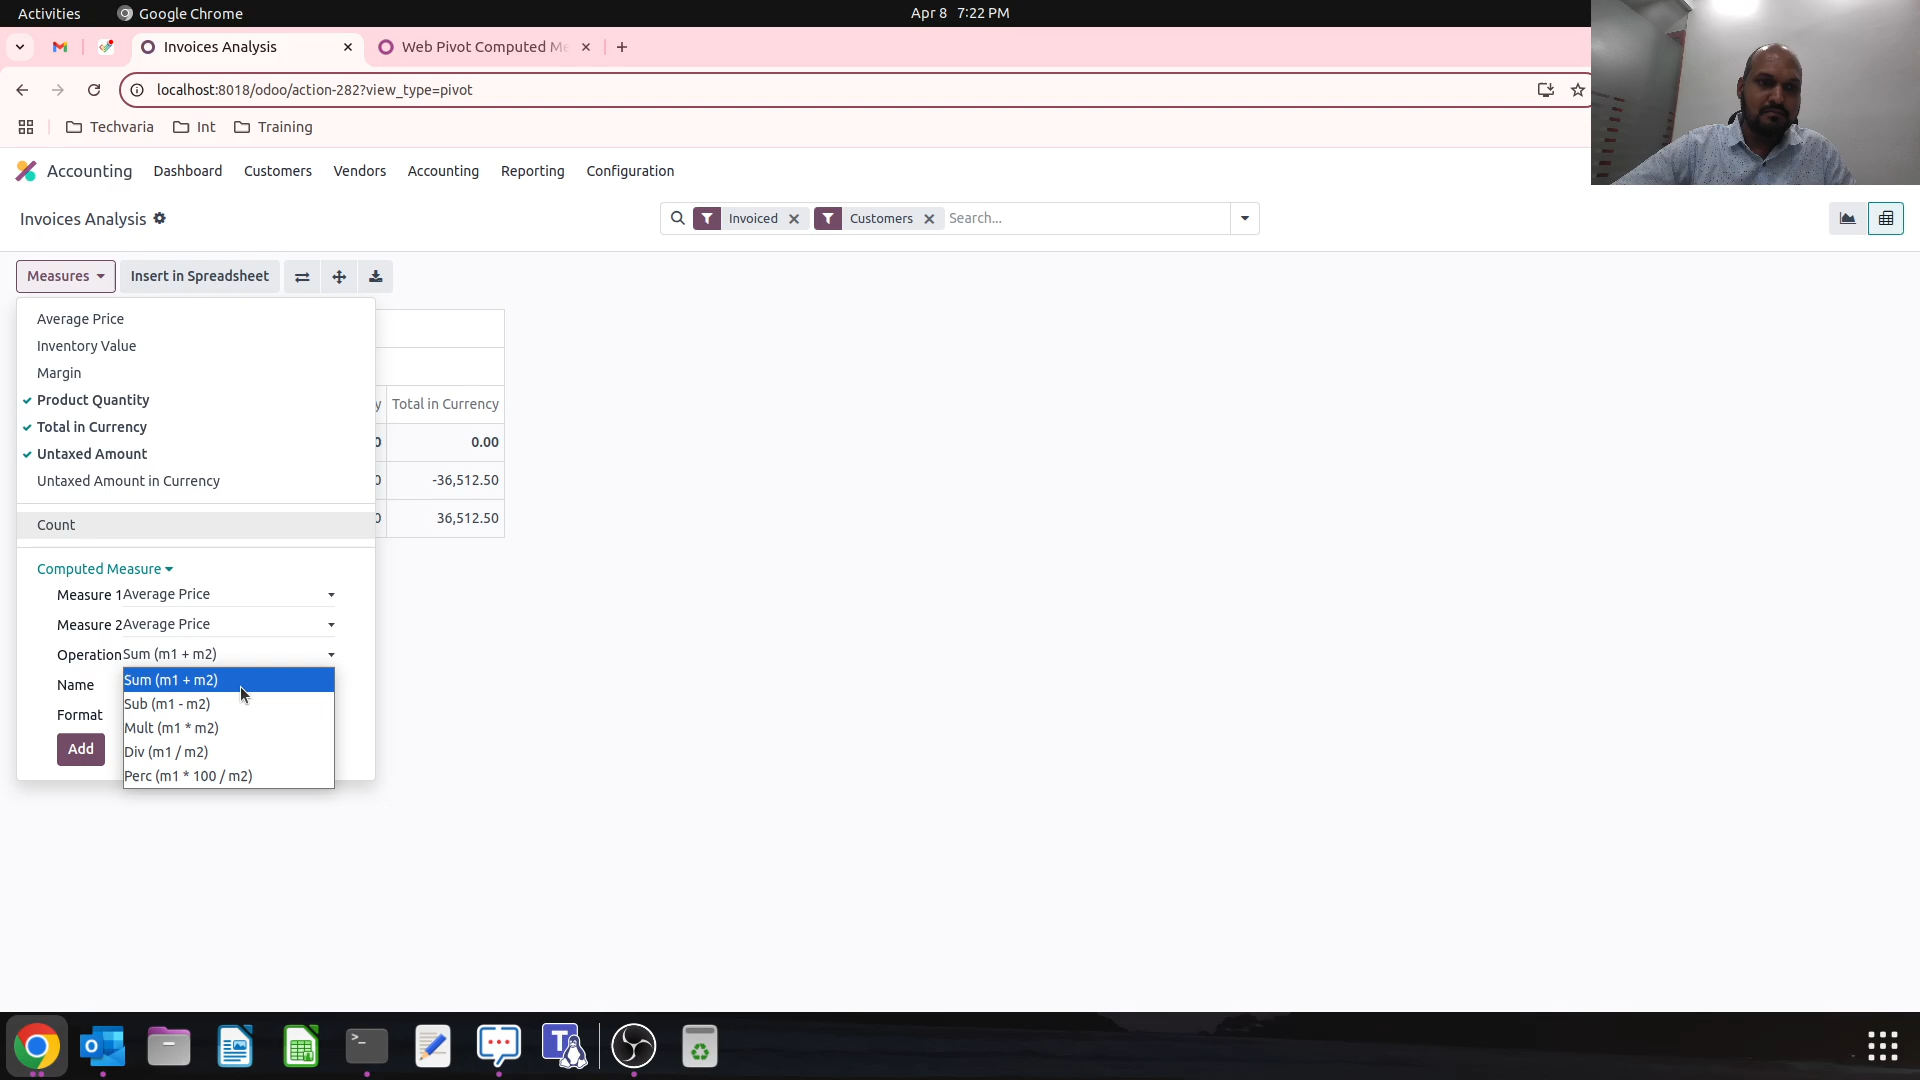 Activities
Google Chrome
Apr 8 7:22 PM
Invoices Analysis
Web Pivot Computed Me
localhost:8018/odoo/action-282?view_type=pivot
Techvaria
Int
Training
Accounting
Dashboard
Customers
Vendors
Accounting
Reporting
Configuration
Invoices Analysis
Invoiced
Customers
Search...
Measures
Insert in Spreadsheet
Average Price
Inventory Value
Margin
Product Quantity
Total in Currency
Untaxed Amount
Untaxed Amount in Currency
Count
y
Total in Currency
0
0.00
0
-36,512.50
0
36,512.50
Computed Measure
Measure 1 Average Price
Measure 2 Average Price
Operation Sum (m1 + m2)
Sum (m1 + m2)
Sub (m1 - m2)
Mult (m1 * m2)
Div (m1 / m2)
Perc (m1 * 100 / m2)
Name
Format
Add